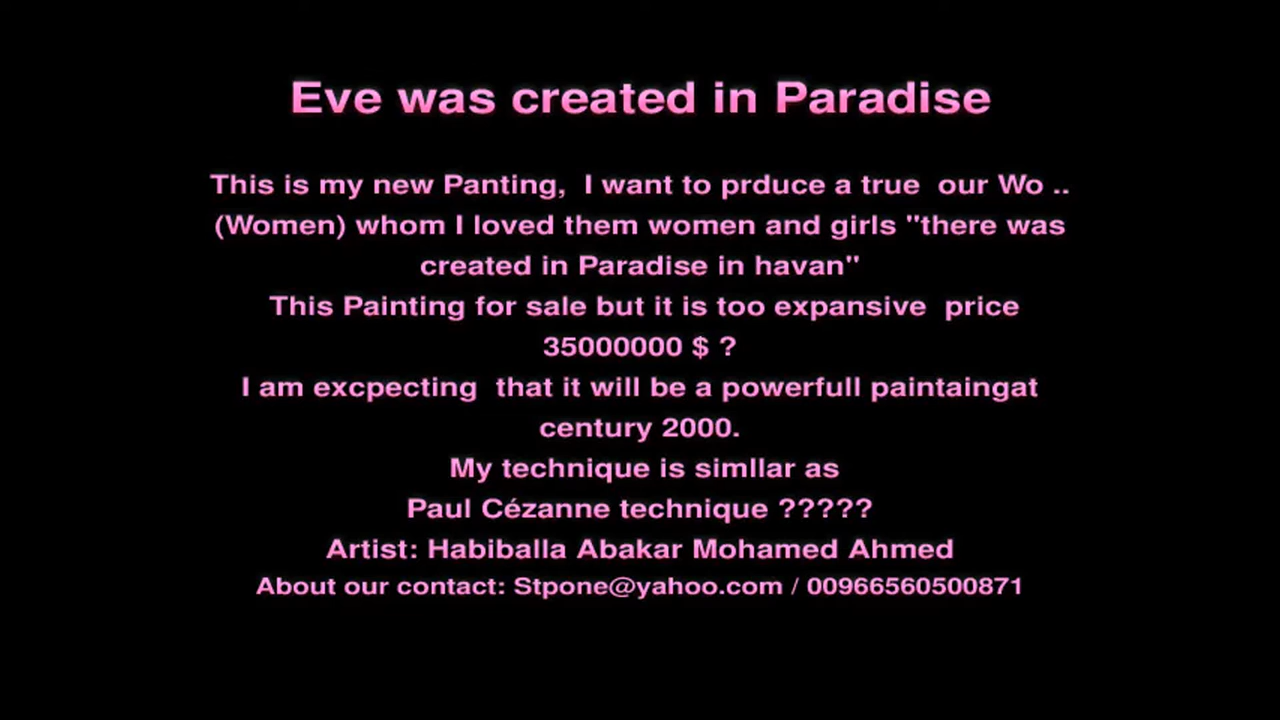 Eve was created in Paradise
This is my new Panting,  I want to prduce a true  our Wo ..
(Women) whom I loved them women and girls "there was
created in Paradise in havan"
This Painting for sale but it is too expansive  price
35000000 $ ?
I am excpecting  that it will be a powerfull paintaingat
century 2000.
My technique is simllar as
Paul Cézanne technique ?????
Artist: Habiballa Abakar Mohamed Ahmed
About our contact: Stpone@yahoo.com / 00966560500871